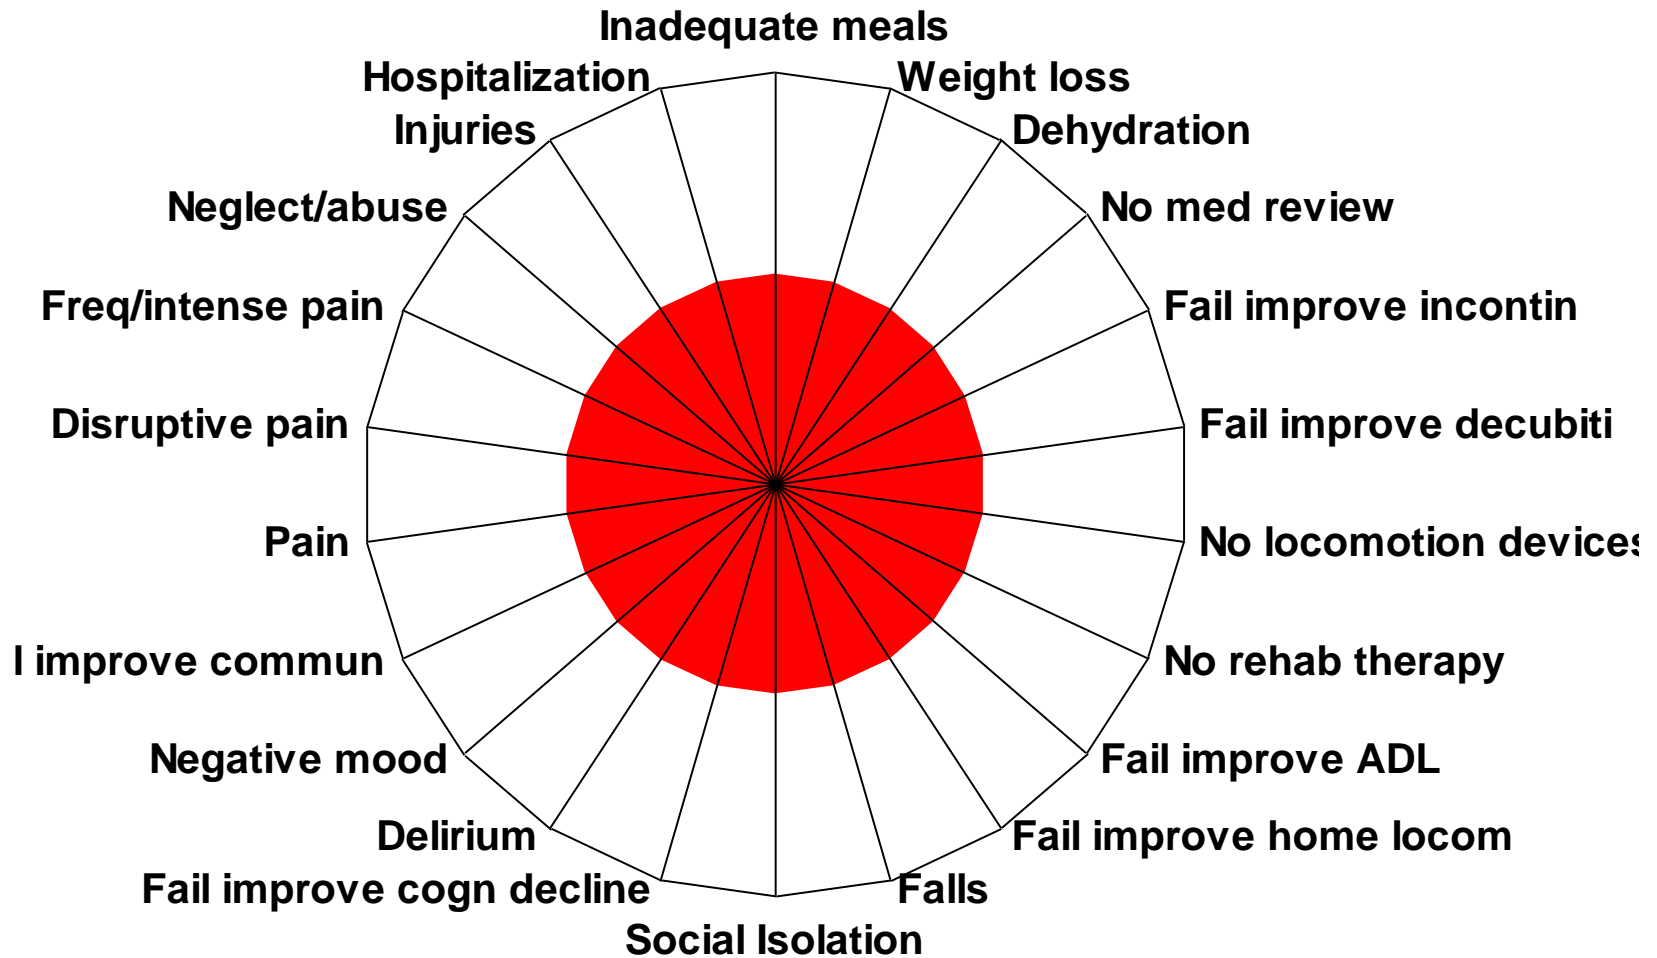 Inadequate meals
Weight loss
Dehydration
No med review
Fail improve incontin
Fail improve decubiti
No locomotion devices
No rehab therapy
Fail improve ADL
Fail improve home locom
Falls
Social Isolation
Fail improve cogn decline
Delirium
Negative mood
l improve commun
Pain
Disruptive pain
Freq/intense pain
Neglect/abuse
Injuries
Hospitalization